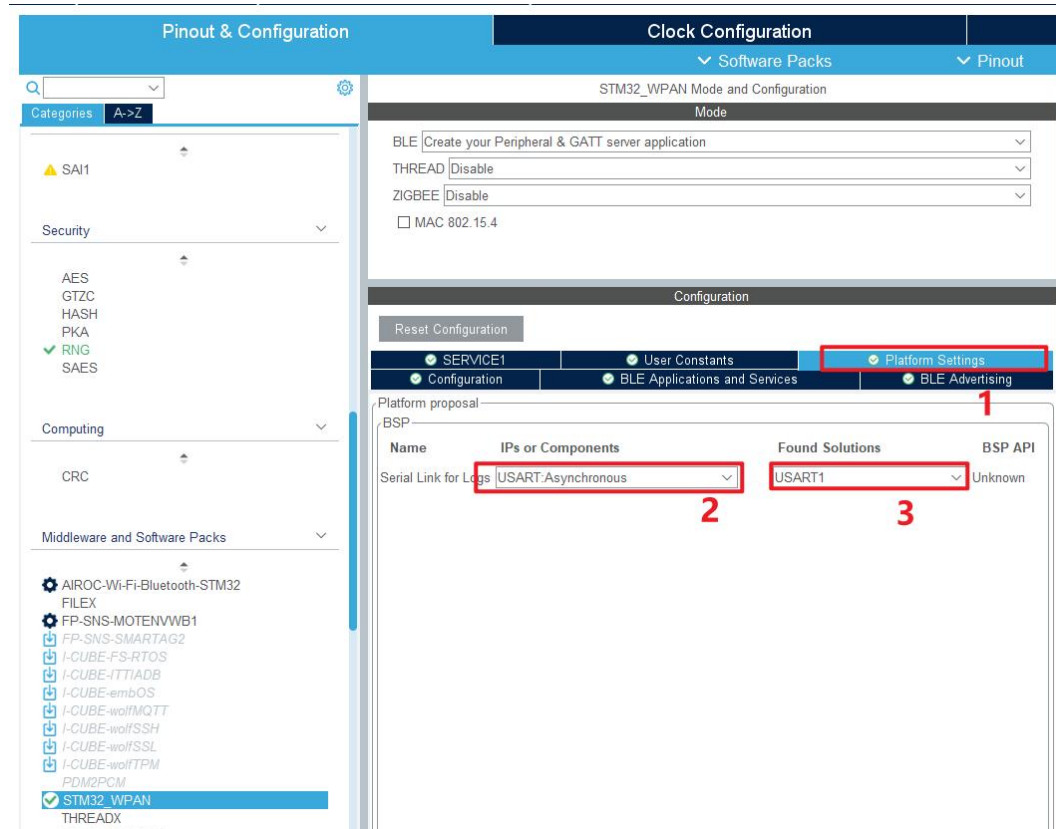 Pinout & Configuration
Clock Configuration
Software Packs
Pinout
STM32_WPAN Mode and Configuration
Categories
A->Z
Mode
BLE Create your Peripheral & GATT server application
THREAD Disable
ZIGBEE Disable
MAC 802.15.4
SAI1
Security
AES
GTZC
HASH
PKA
RNG
SAES
Computing
CRC
Middleware and Software Packs
AIROC-Wi-Fi-Bluetooth-STM32
FILEX
FP-SNS-MOTENVWB1
FP-SNS-SMARTAG2
I-CUBE-FS-RTOS
I-CUBE-ITTIADB
I-CUBE-embOS
I-CUBE-wolfMQTT
I-CUBE-wolfSSH
I-CUBE-wolfSSL
I-CUBE-wolfTPM
PDM2PCM
STM32_WPAN
THREADX
Configuration
Reset Configuration
SERVICE1
User Constants
Platform Settings
Configuration
BLE Applications and Services
BLE Advertising
1
Platform proposal
BSP
Name IPs or Components Found Solutions BSP API
Serial Link for Logs USART:Asynchronous USART1 Unknown
2
3